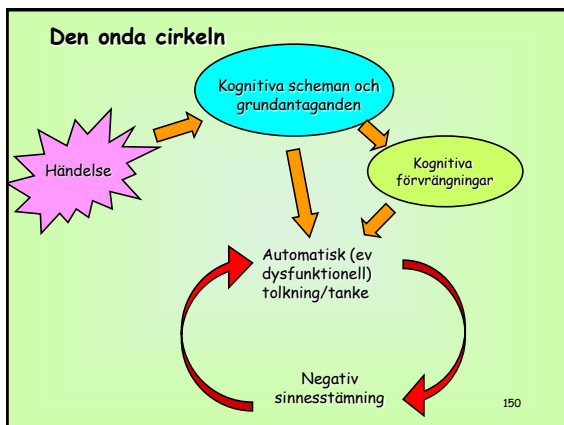 Den onda cirkeln
Kognitiva scheman och
grundantaganden
Händelse
Kognitiva
förvrängningar
Automatisk (ev
dysfunktionell)
tolkning/tanke
Negativ
sinnesstämning
150